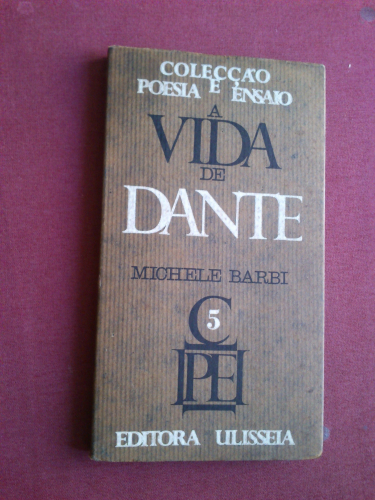 COLECÇÃO
POESIA E ENSAIO
A
VIDA
DE
DANTE
MICHELE BARBI
C
5
PE
EDITORA ULISSEIA